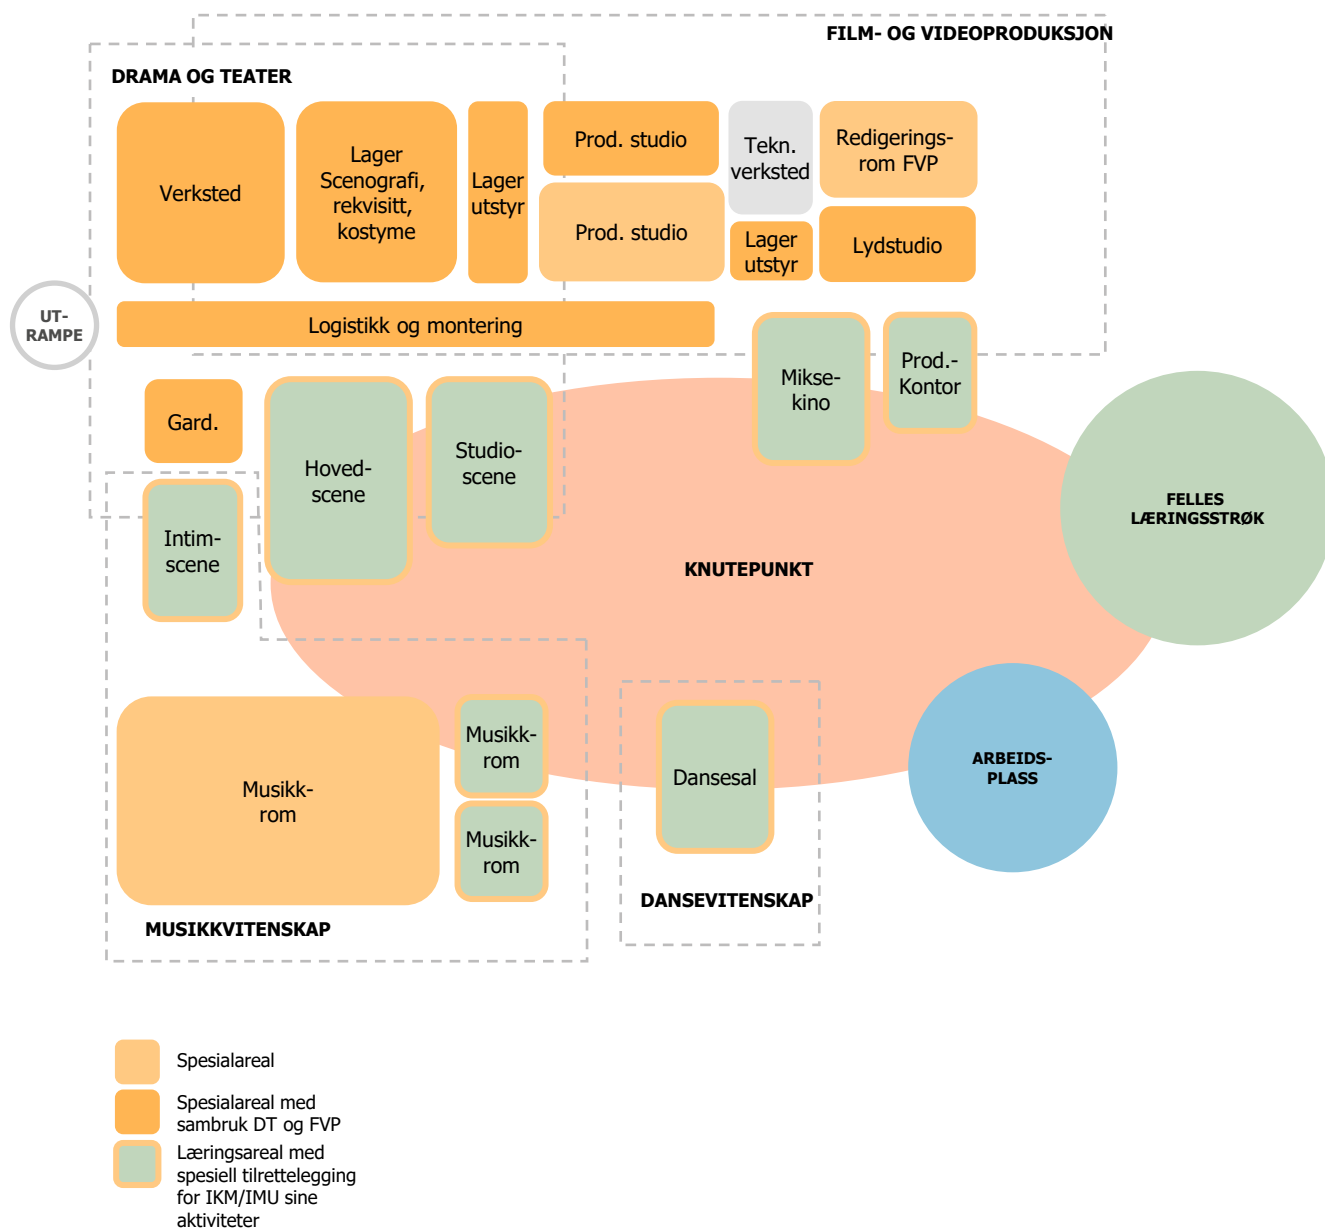 FILM- OG VIDEOPRODUKSJON
DRAMA OG TEATER
Verksted
Lager
Scenografi,
rekvisitt,
kostyme
Lager
utstyr
Prod. studio
Prod. studio
Tekn.
verksted
Lager
utstyr
Redigerings-
rom FVP
Lydstudio
UT-
RAMPE
Logistikk og montering
Gard.
Hoved-
scene
Studio-
scene
Mikse-
kino
Prod.-
Kontor
Intim-
scene
FELLES
LÆRINGSSTRØK
KNUTEPUNKT
Musikk-
rom
Musikk-
rom
Musikk-
rom
Dansesal
ARBEIDS-
PLASS
MUSIKKVITENSKAP
DANSEVITENSKAP
Spesialareal
Spesialareal med
sambruk DT og FVP
Læringsareal med
spesiell tilrettelegging
for IKM/IMU sine
aktiviteter